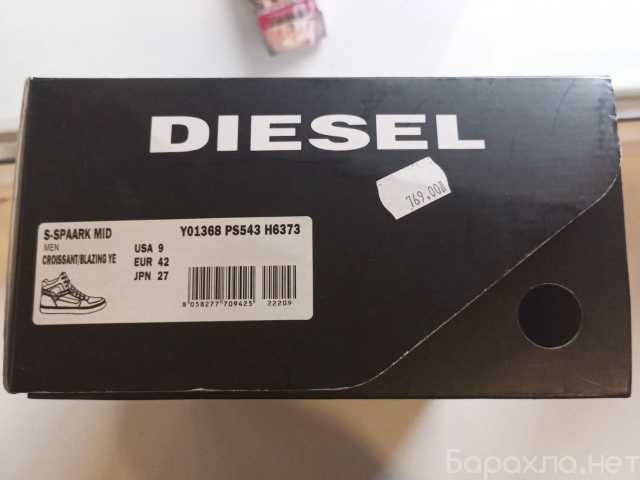 DIESEL
769.00
S-SPAARK MID
MEN
CROISSANT/BLAZING YE
USA 9
EUR 42
JPN 27
Y01368 PS543 H6373
8 058277 709425 22209
Барахла.нет